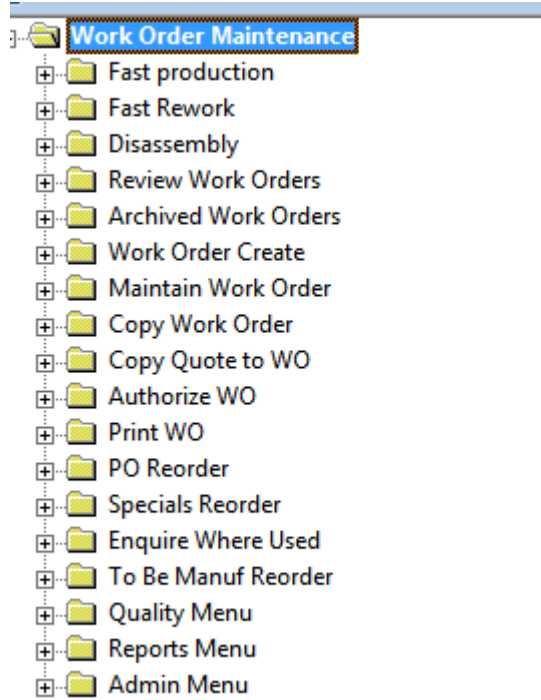 Work Order Maintenance
Fast production
Fast Rework
Disassembly
Review Work Orders
Archived Work Orders
Work Order Create
Maintain Work Order
Copy Work Order
Copy Quote to WO
Authorize WO
Print WO
PO Reorder
Specials Reorder
Enquire Where Used
To Be Manuf Reorder
Quality Menu
Reports Menu
Admin Menu